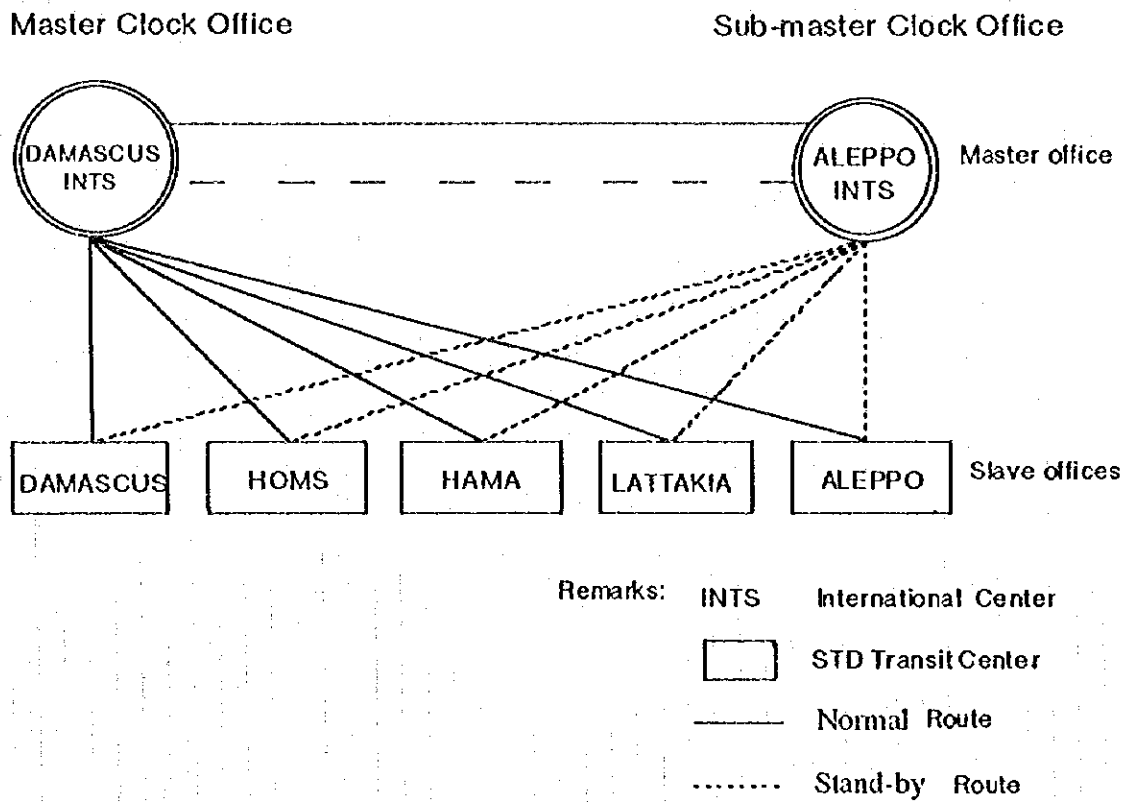 Master Clock Office
Sub-master Clock Office
DAMASCUS
INTS
ALEPPO
INTS
Master office
DAMASCUS
HOMS
HAMA
LATTAKIA
ALEPPO
Slave offices
Remarks:
INTS International Center
STD Transit Center
Normal Route
Stand-by Route